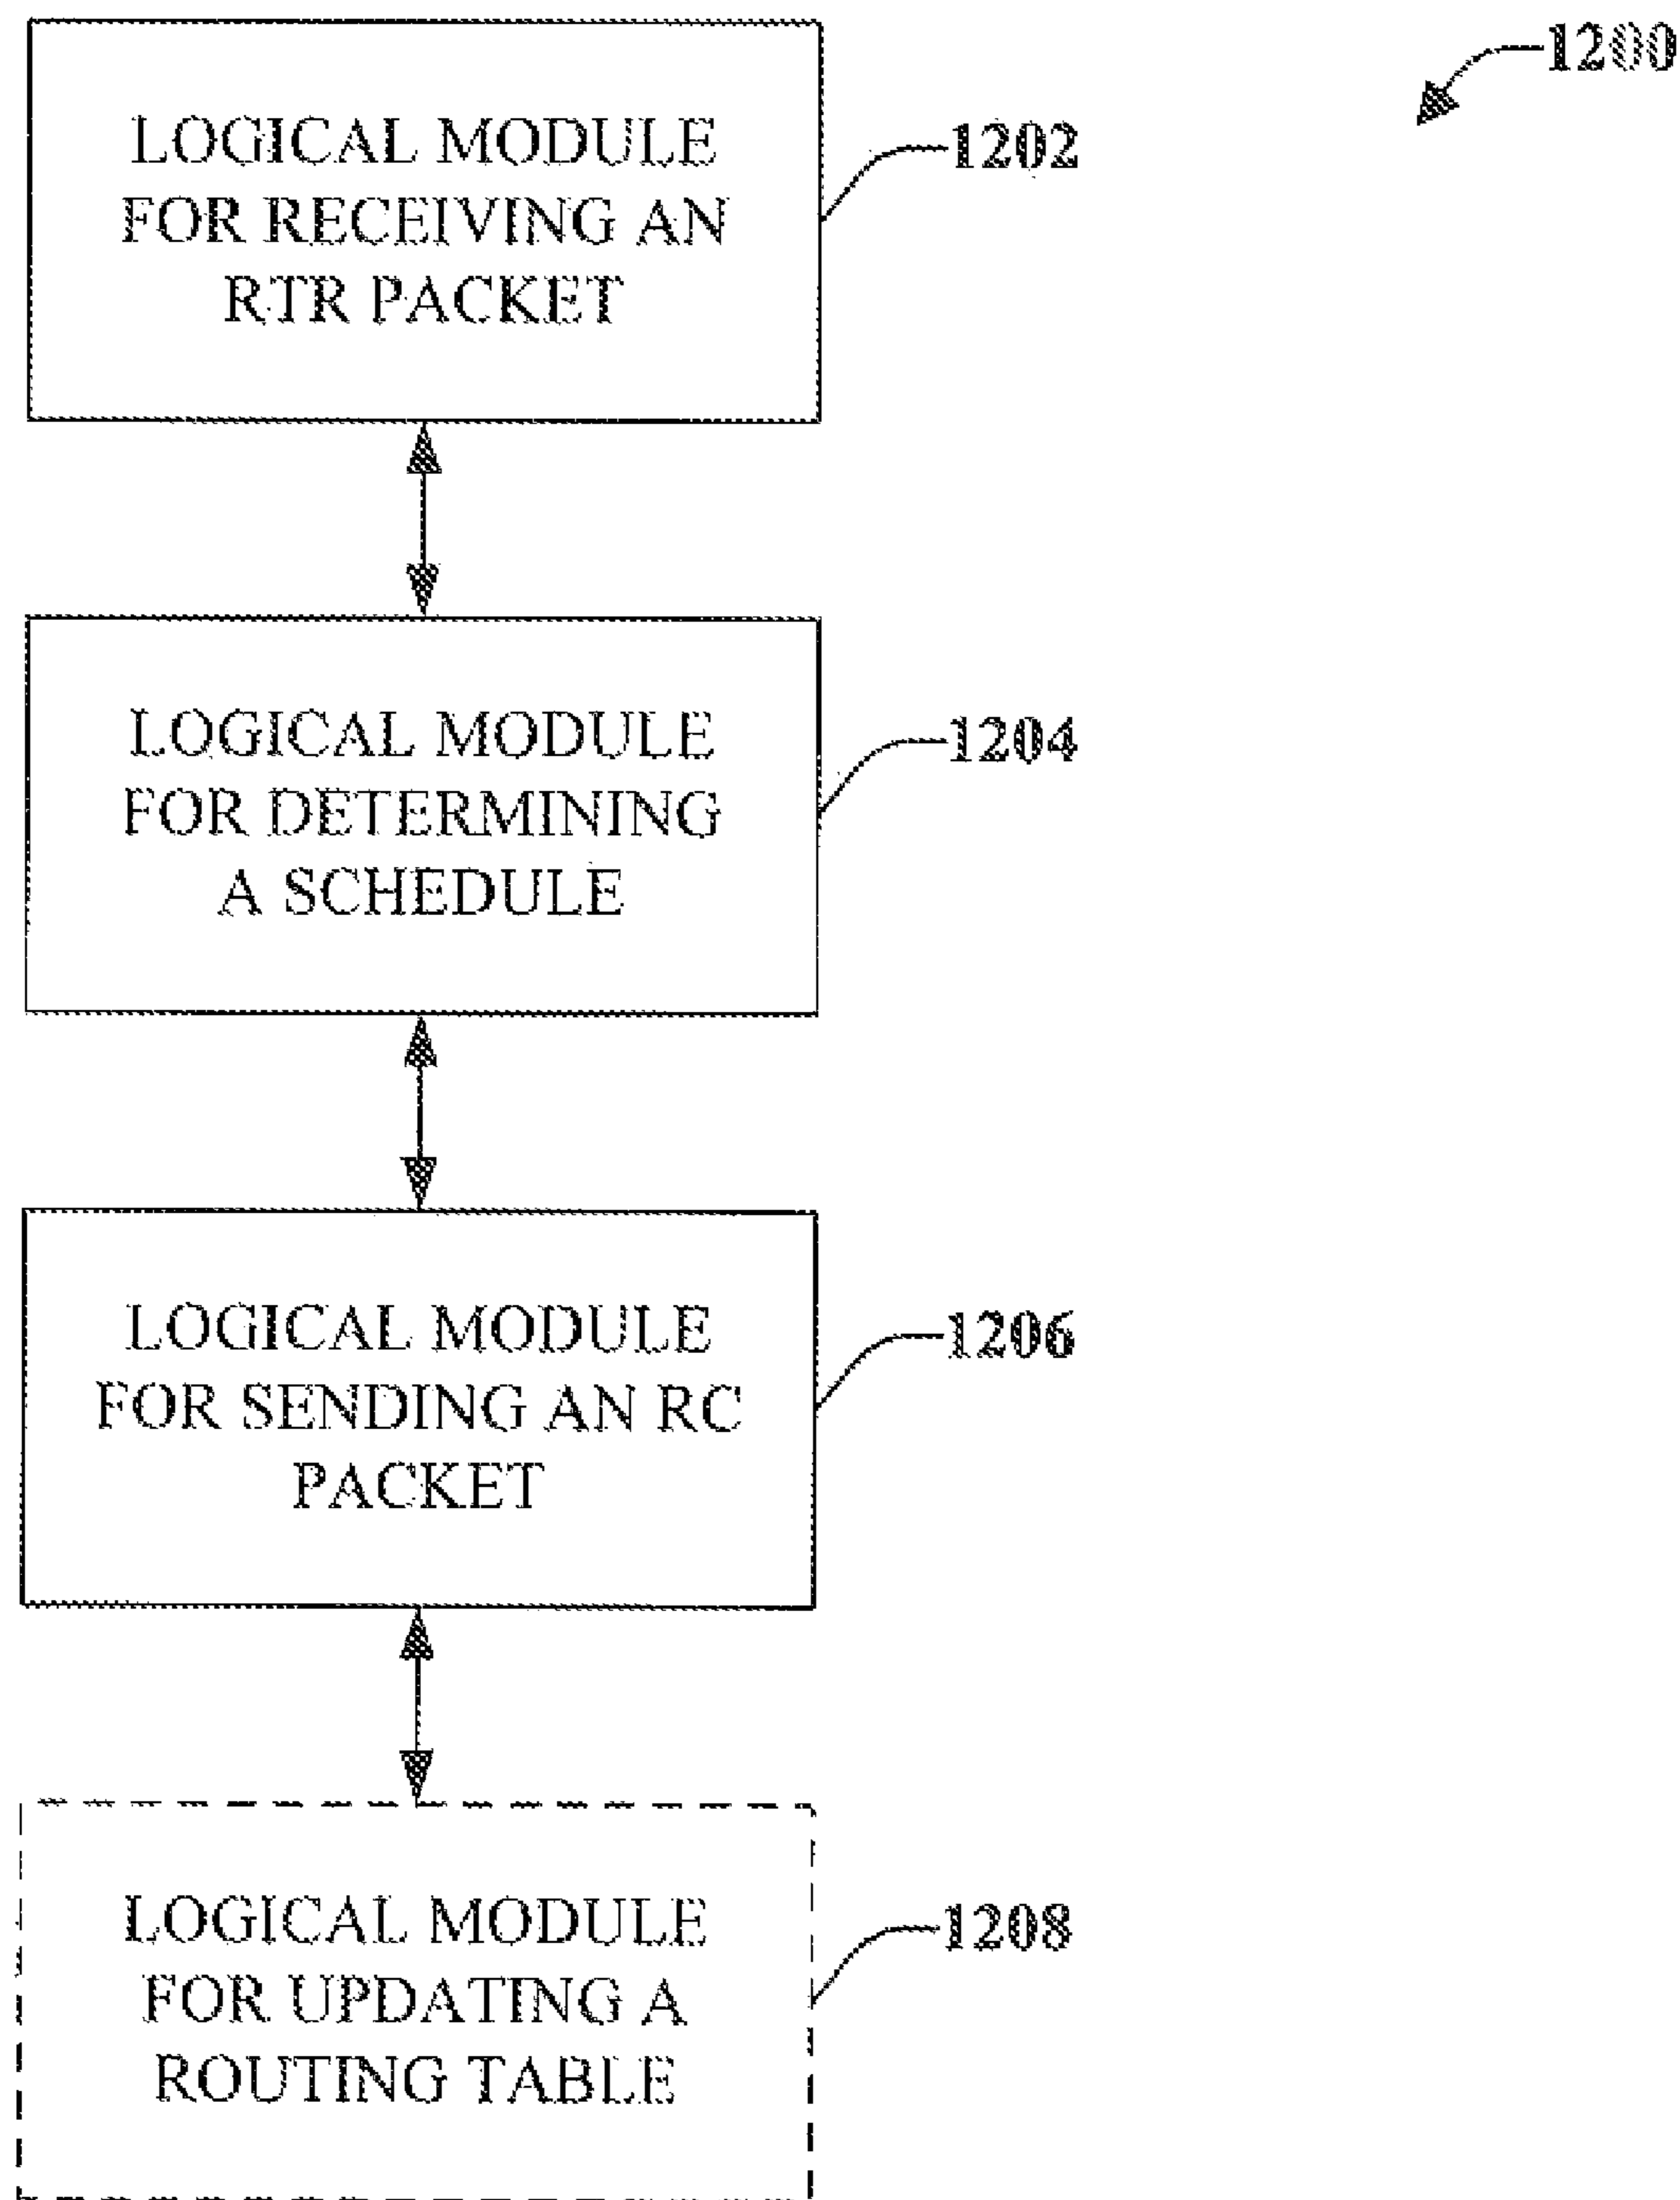 1200
LOGICAL MODULE
FOR RECEIVING AN
RTR PACKET
1202
LOGICAL MODULE
FOR DETERMINING
A SCHEDULE
1204
LOGICAL MODULE
FOR SENDING AN RC
PACKET
1206
LOGICAL MODULE
FOR UPDATING A
ROUTING TABLE
1208